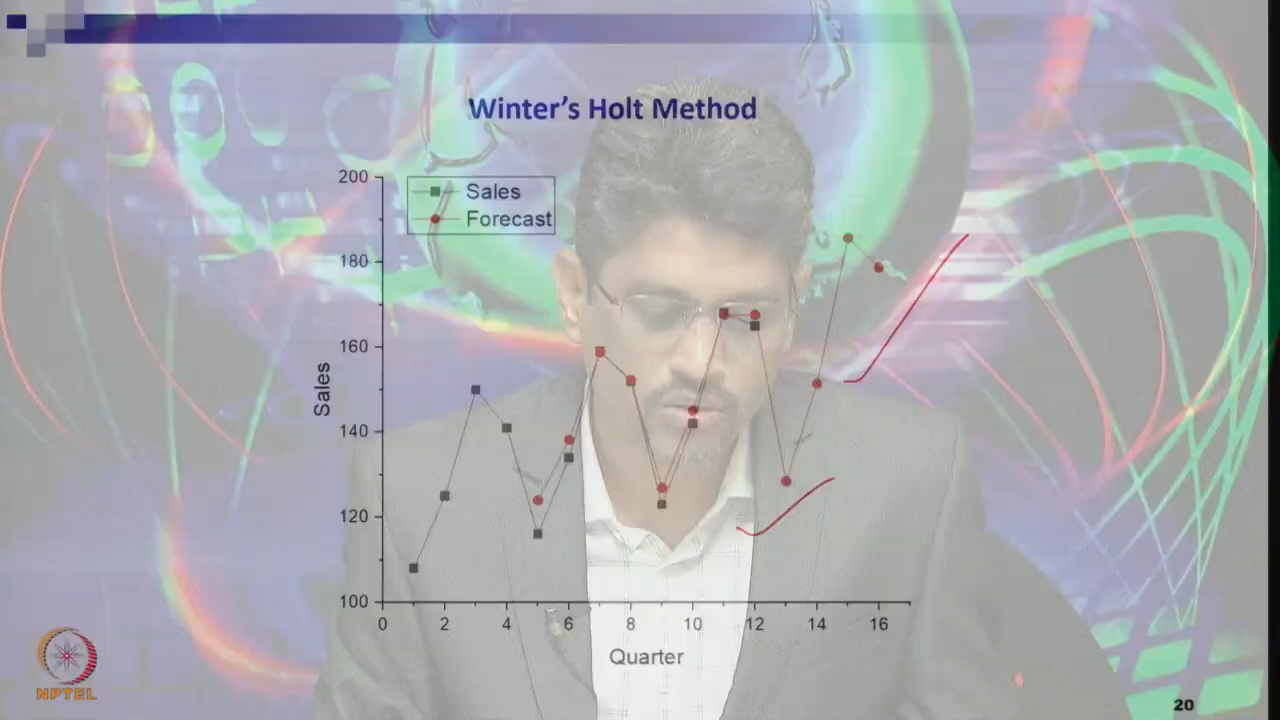 Winter's Holt Method
200
Sales
Forecast
180
160
Sales
140
120
100
0 2 4 6 8 10 12 14 16
Quarter
NPTEL
20